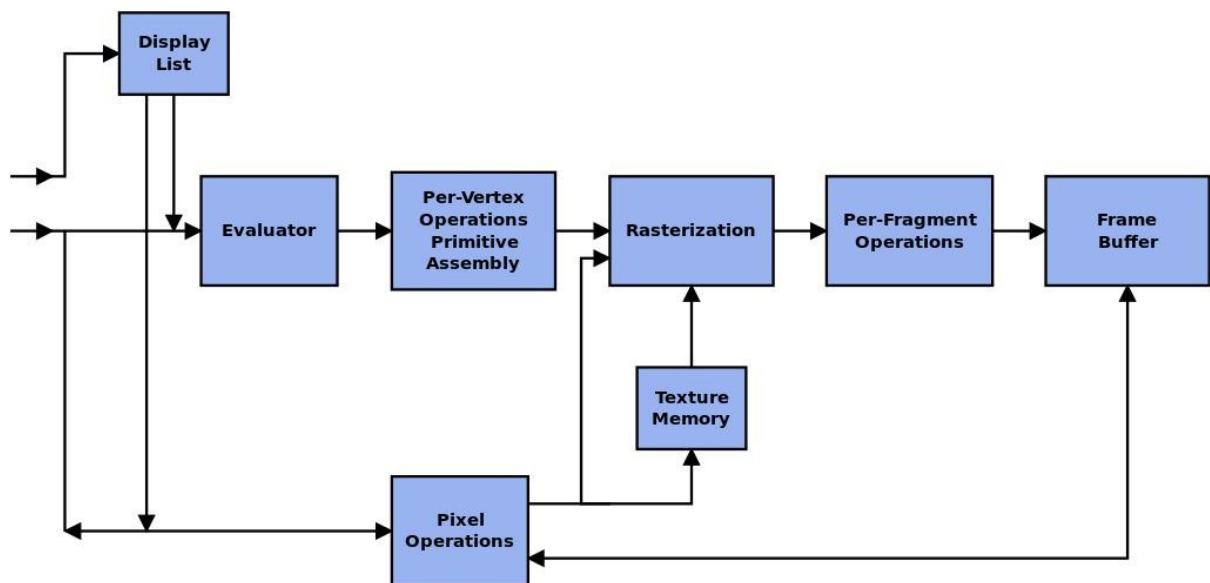 Display
List
Evaluator
Per-Vertex
Operations
Primitive
Assembly
Rasterization
Per-Fragment
Operations
Frame
Buffer
Texture
Memory
Pixel
Operations